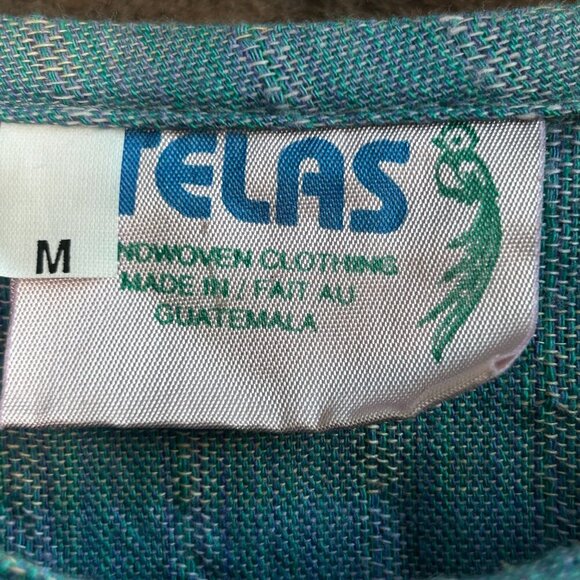 TELAS
NDWOVEN CLOTHING
MADE IN / FAIT AU
GUATEMALA
M